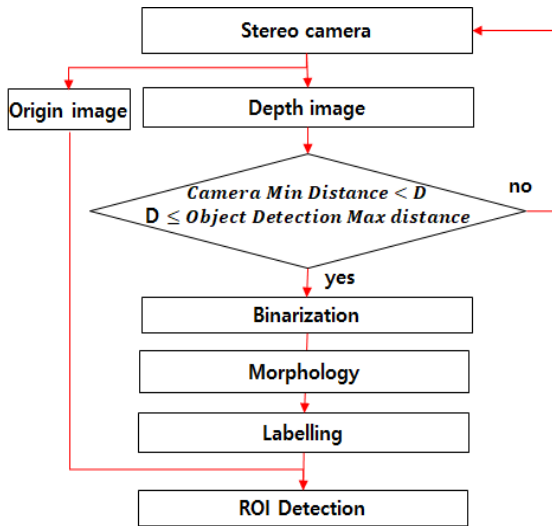 Stereo camera
Origin image
Depth image
Camera Min Distance < D
D ≤ Object Detection Max distance
no
yes
Binarization
Morphology
Labelling
ROI Detection